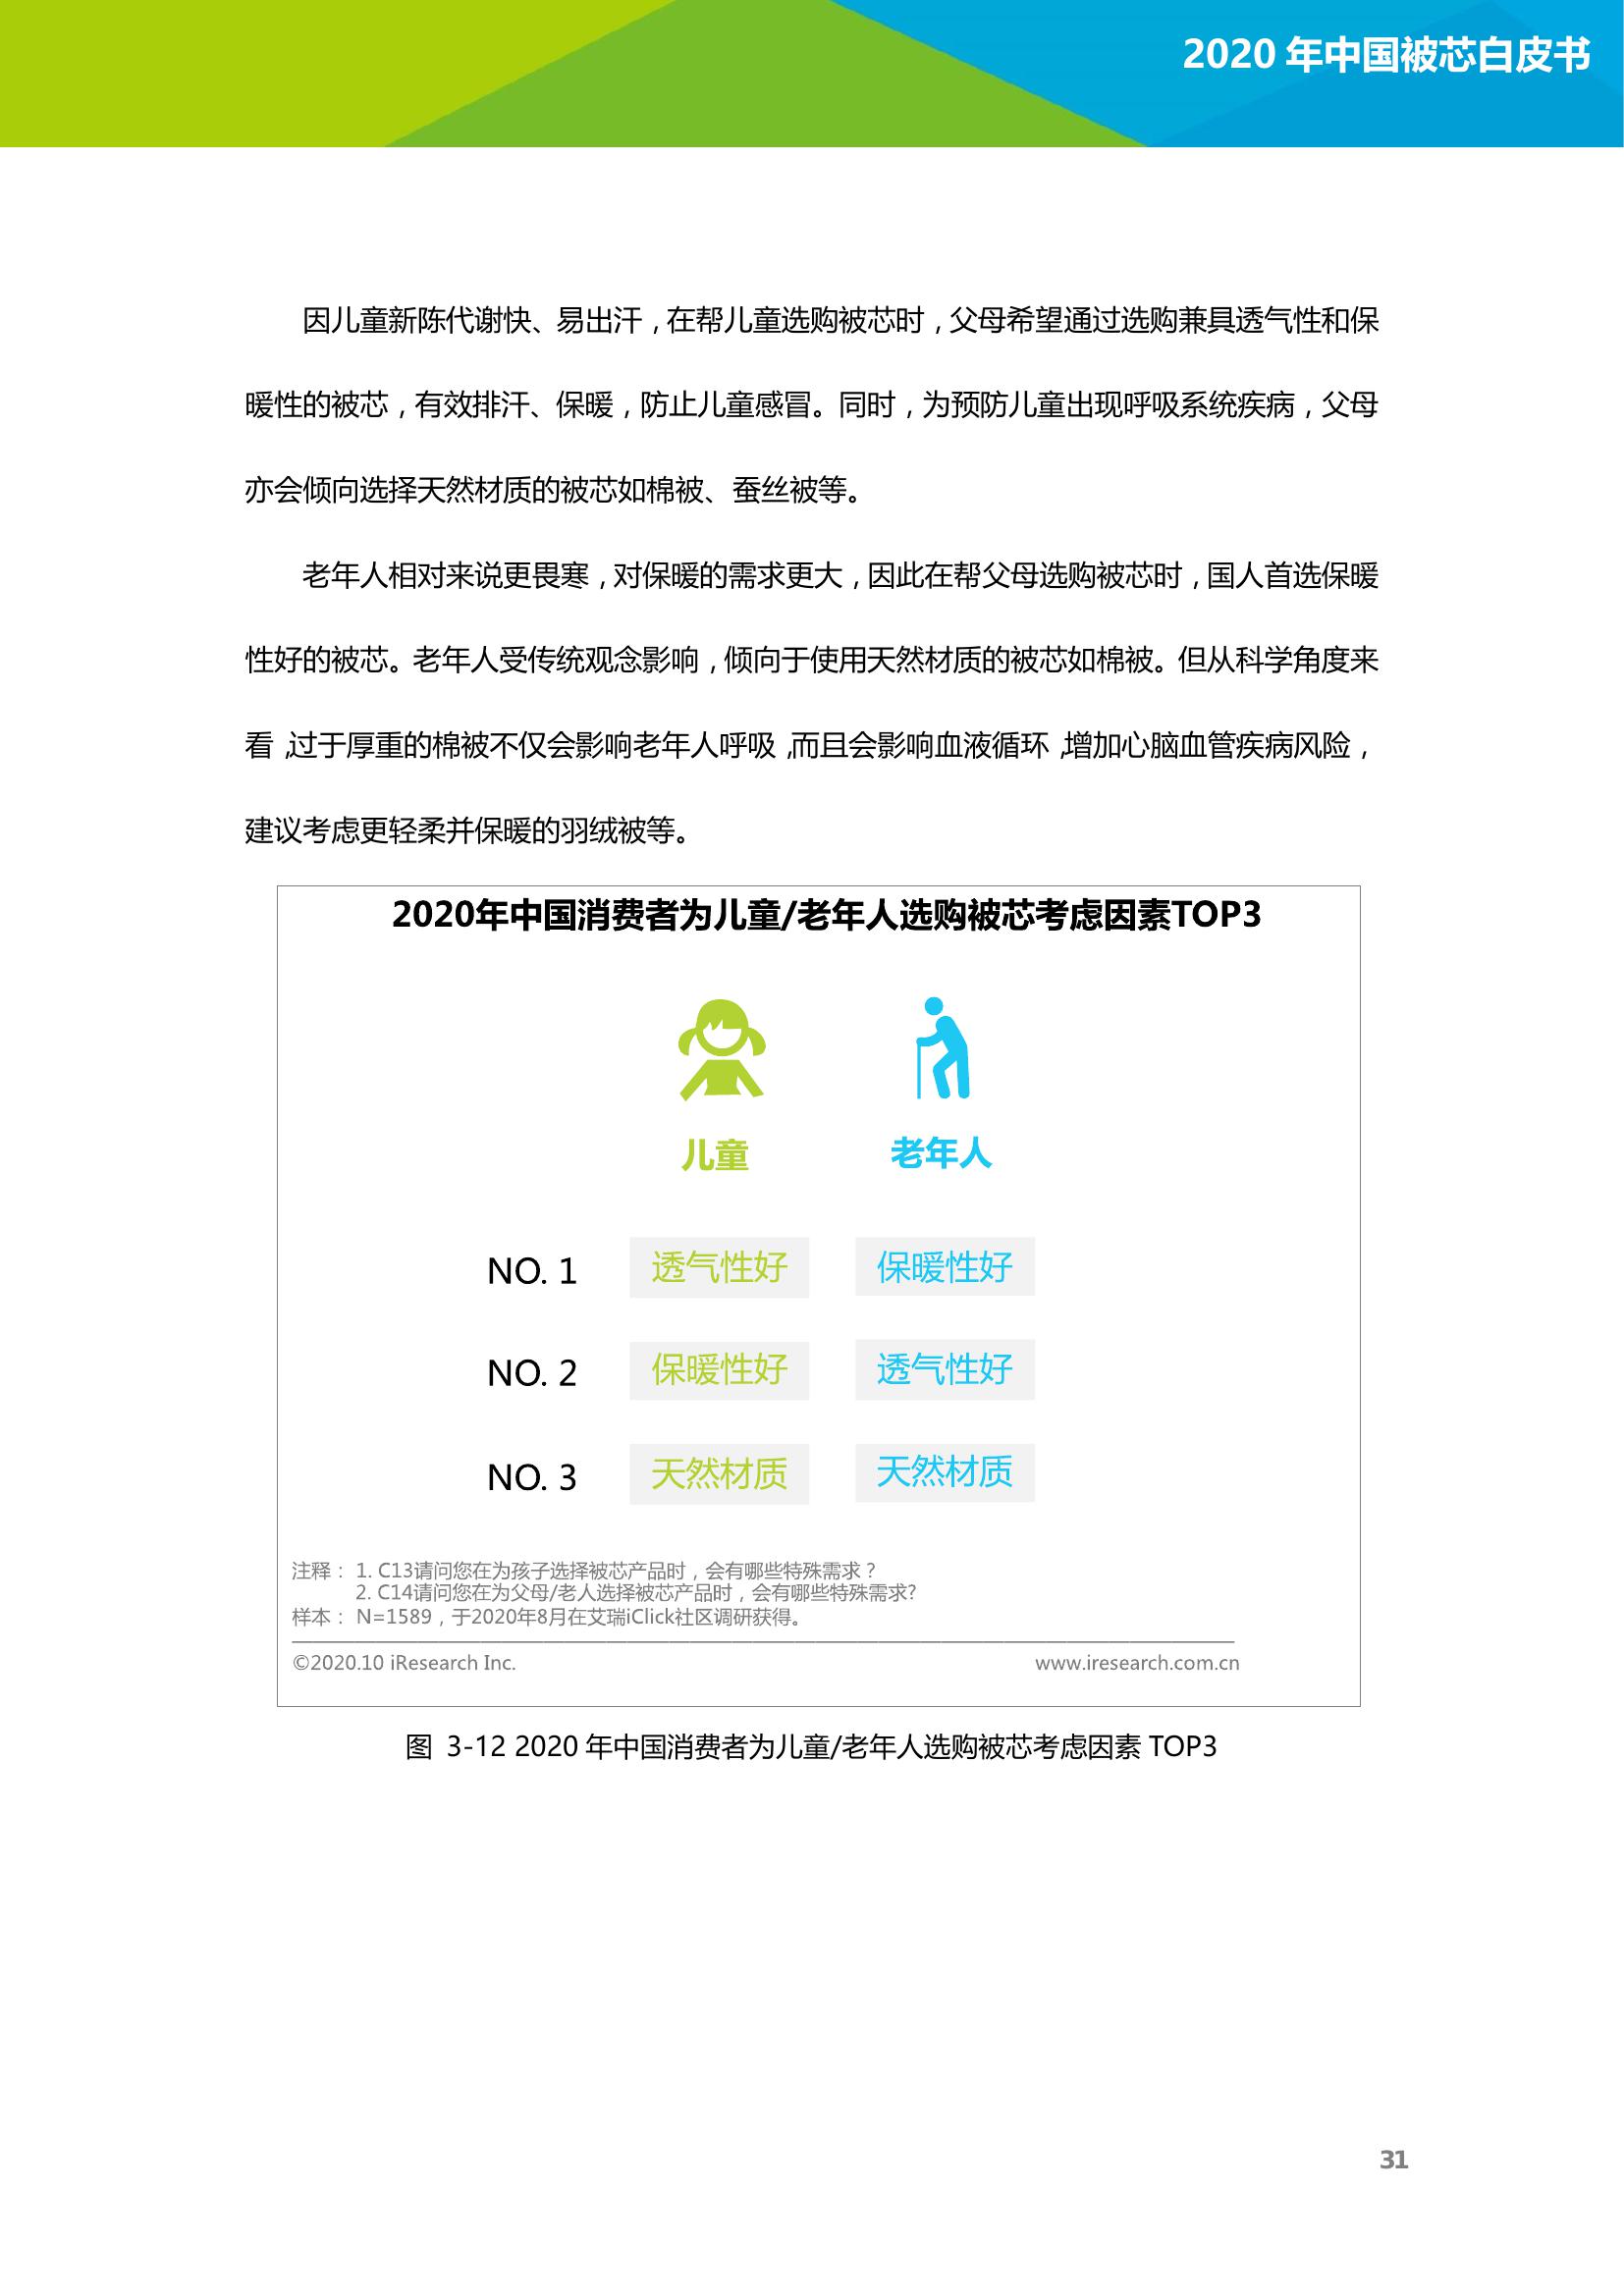 2020 年中国被芯白皮书
因儿童新陈代谢快、易出汗，在帮儿童选购被芯时，父母希望通过选购兼具透气性和保
暖性的被芯，有效排汗、保暖，防止儿童感冒。同时，为预防儿童出现呼吸系统疾病，父母
亦会倾向选择天然材质的被芯如棉被、蚕丝被等。
老年人相对来说更畏寒，对保暖的需求更大，因此在帮父母选购被芯时，国人首选保暖
性好的被芯。老年人受传统观念影响，倾向于使用天然材质的被芯如棉被。但从科学角度来
看，过于厚重的棉被不仅会影响老年人呼吸，而且会影响血液循环，增加心脑血管疾病风险，
建议考虑更轻柔并保暖的羽绒被等。
2020年中国消费者为儿童/老年人选购被芯考虑因素TOP3
儿童 老年人
NO. 1 透气性好 保暖性好
NO. 2 保暖性好 透气性好
NO. 3 天然材质 天然材质
注释： 1. C13请问您在为孩子选择被芯产品时，会有哪些特殊需求？
2. C14请问您在为父母/老人选择被芯产品时，会有哪些特殊需求?
样本： N=1589，于2020年8月在艾瑞iClick社区调研获得。
©2020.10 iResearch Inc. www.iresearch.com.cn
图 3-12 2020 年中国消费者为儿童/老年人选购被芯考虑因素 TOP3
31